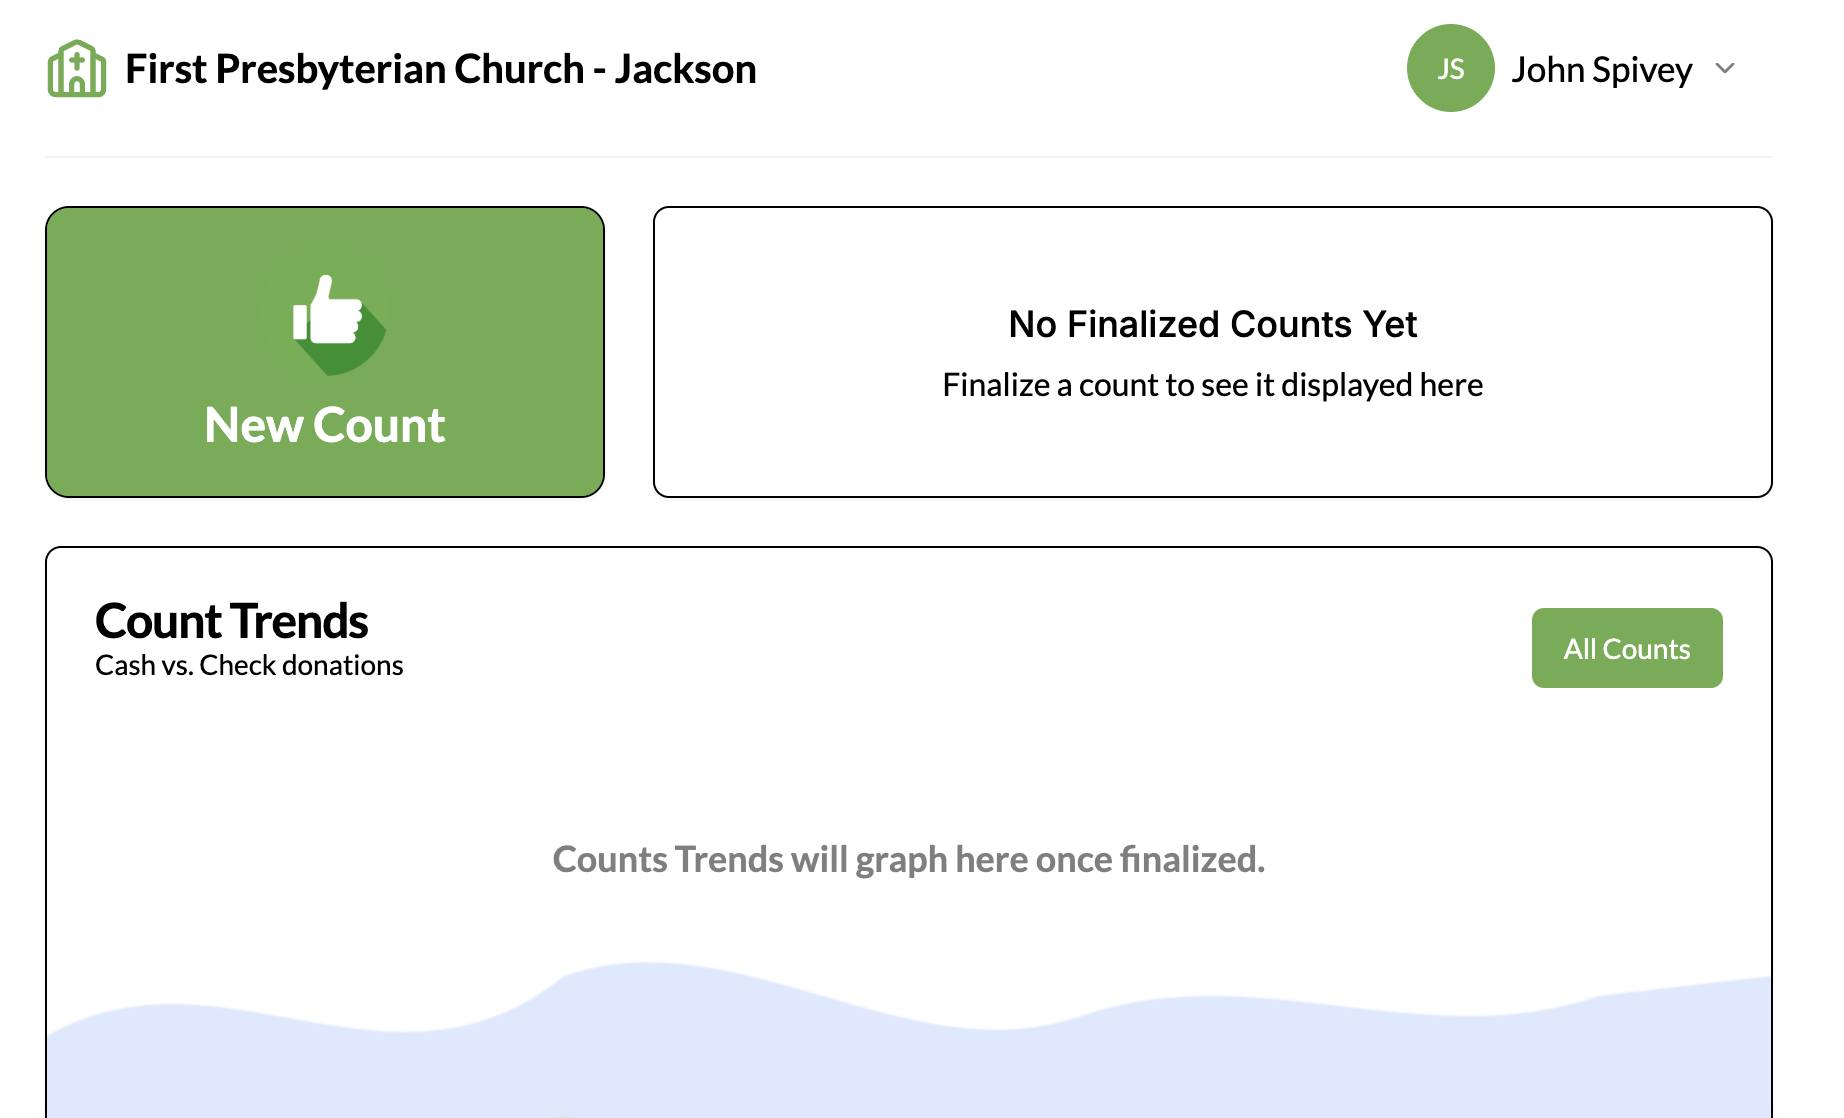 First Presbyterian Church - Jackson
JS
John Spivey
New Count
No Finalized Counts Yet
Finalize a count to see it displayed here
Count Trends
Cash vs. Check donations
All Counts
Counts Trends will graph here once finalized.